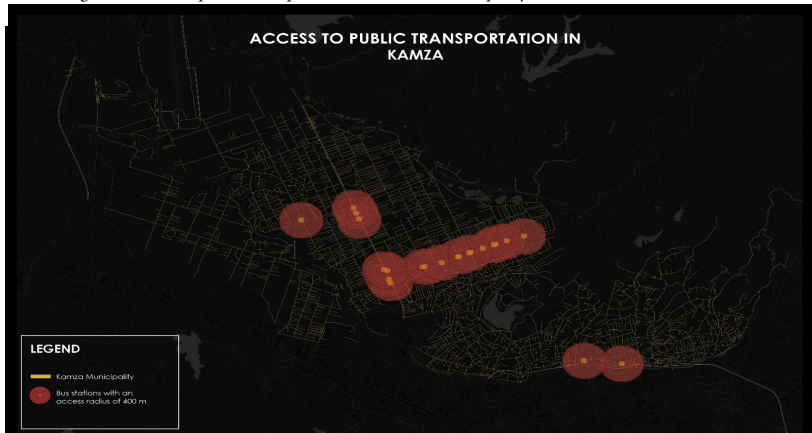 ACCESS TO PUBLIC TRANSPORTATION IN
KAMZA
LEGEND
Kamza Municipality
Bus stations with an
access radius of 400 m